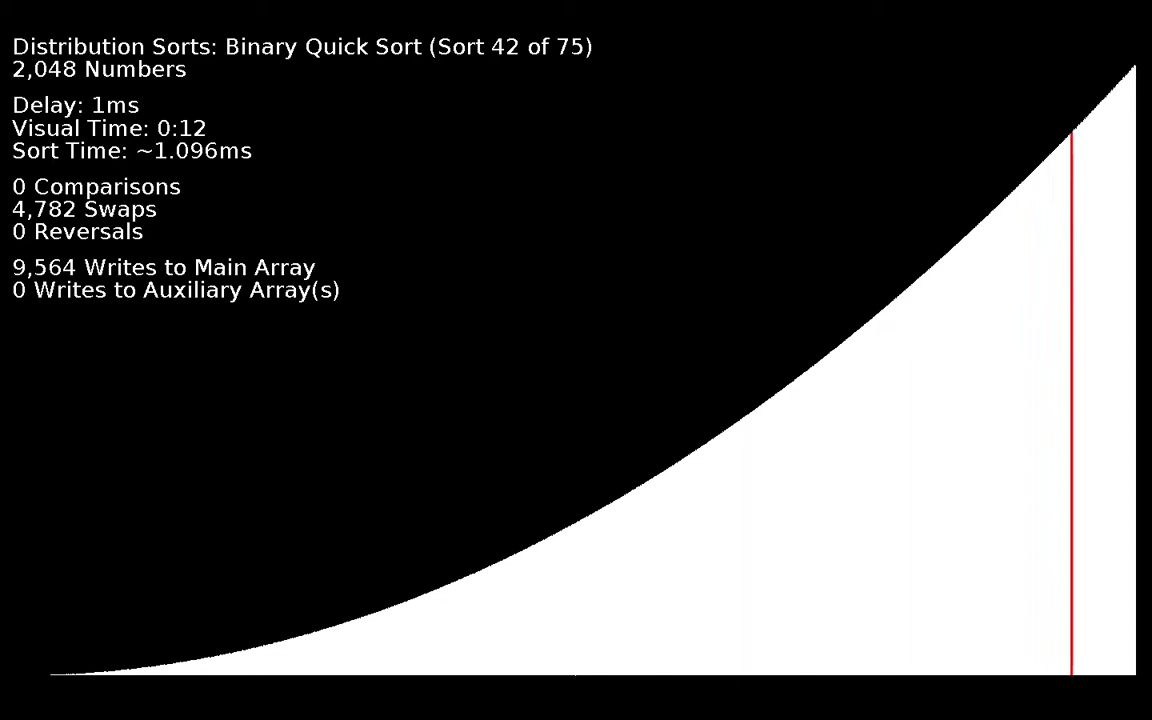 Distribution Sorts: Binary Quick Sort (Sort 42 of 75)
2,048 Numbers
Delay: 1ms
Visual Time: 0:12
Sort Time: ~1.096ms
0 Comparisons
4,782 Swaps
0 Reversals
9,564 Writes to Main Array
0 Writes to Auxiliary Array(s)